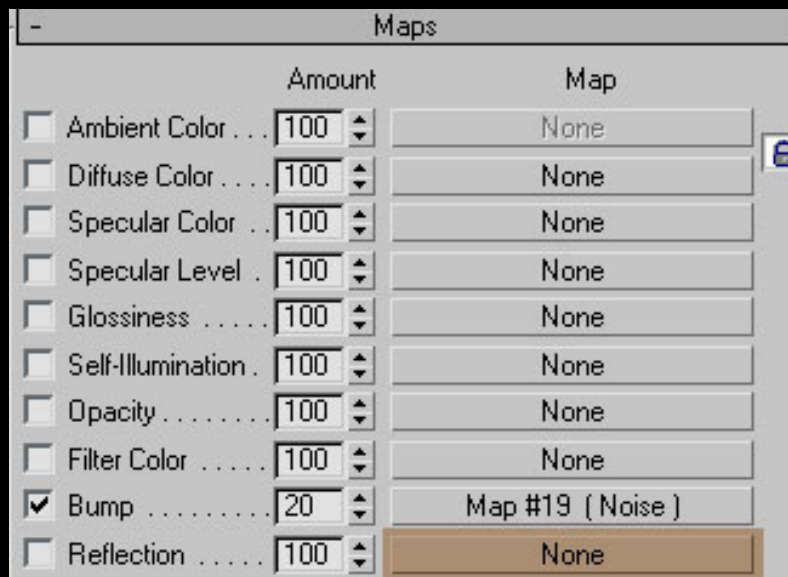 - Maps
Amount Map
Ambient Color . . . 100 None
Diffuse Color . . . . 100 None
Specular Color . . 100 None
Specular Level . 100 None
Glossiness . . . . . 100 None
Self-Illumination . 100 None
Opacity . . . . . . . . 100 None
Filter Color . . . . . 100 None
Bump . . . . . . . . . 20 Map #19 ( Noise )
Reflection . . . . . 100 None